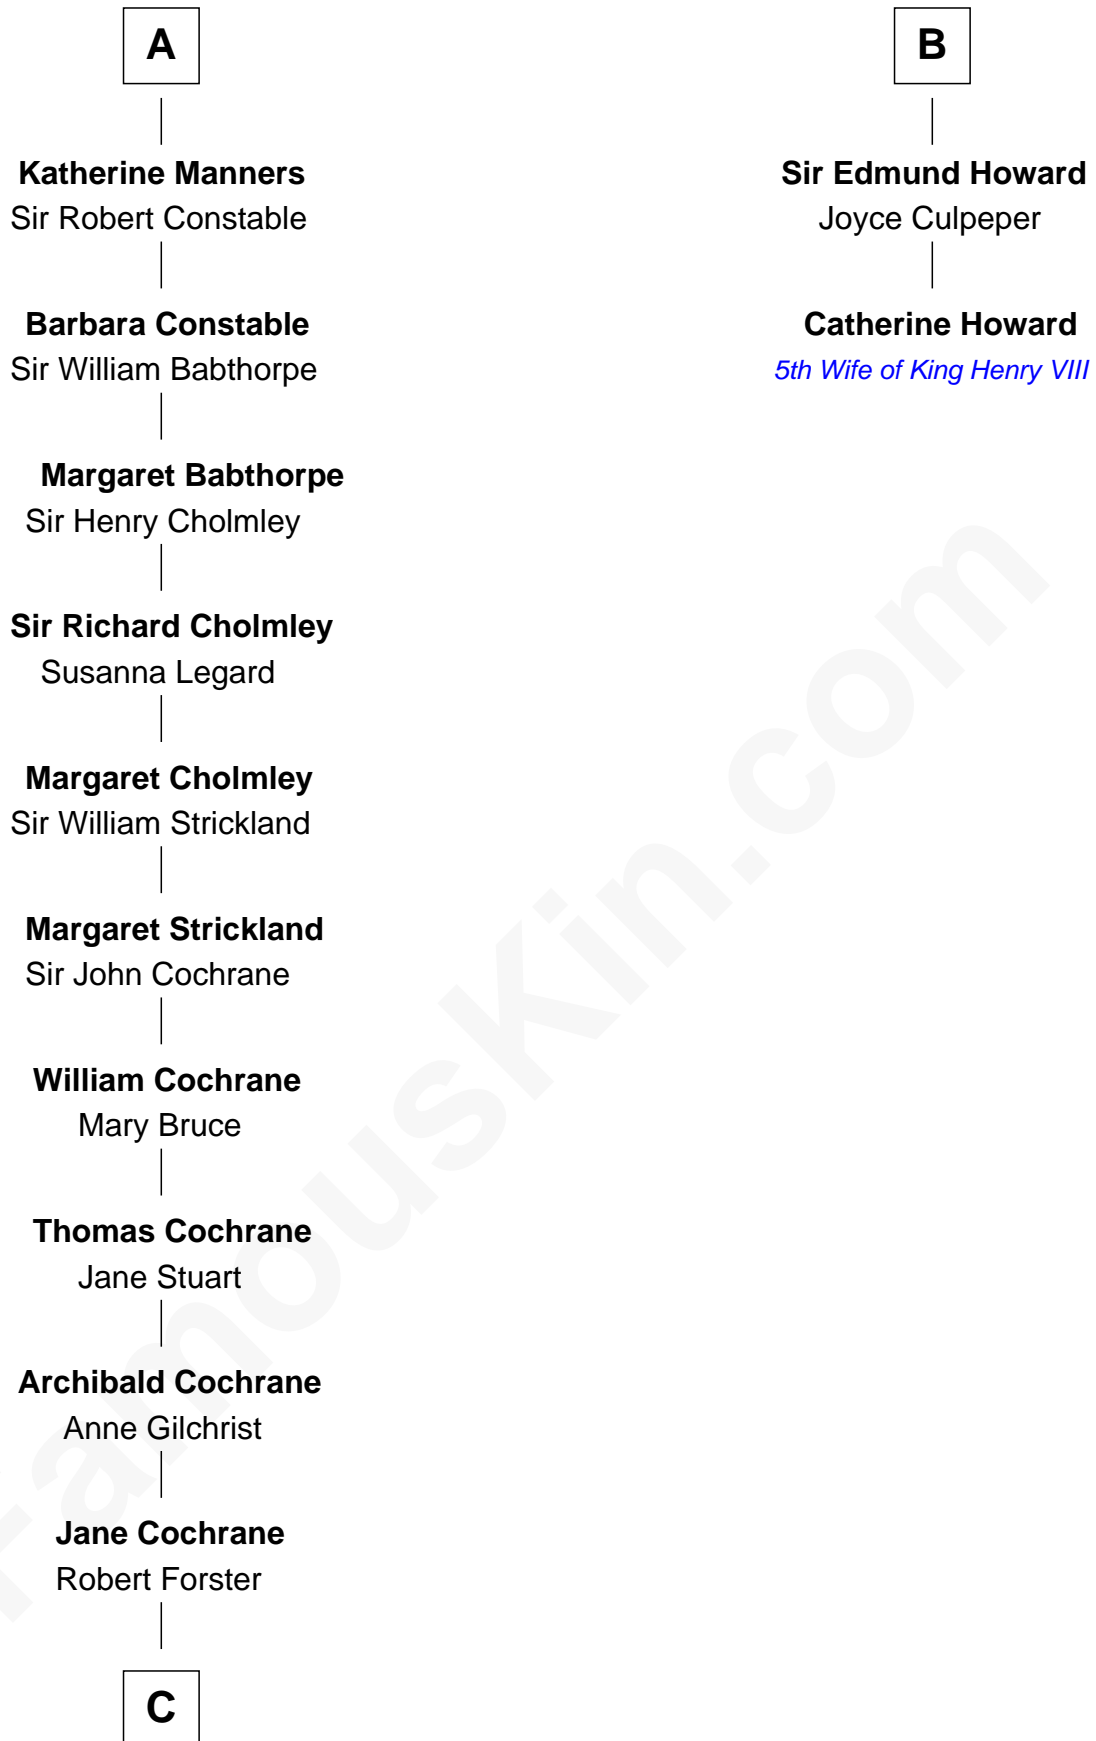 A
Katherine Manners
Sir Robert Constable
Barbara Constable
Sir William Babthorpe
Margaret Babthorpe
Sir Henry Cholmley
Sir Richard Cholmley
Susanna Legard
Margaret Cholmley
Sir William Strickland
Margaret Strickland
Sir John Cochrane
William Cochrane
Mary Bruce
Thomas Cochrane
Jane Stuart
Archibald Cochrane
Anne Gilchrist
Jane Cochrane
Robert Forster
C
B
Sir Edmund Howard
Joyce Culpeper
Catherine Howard
5th Wife of King Henry VIII
FamousKin.com